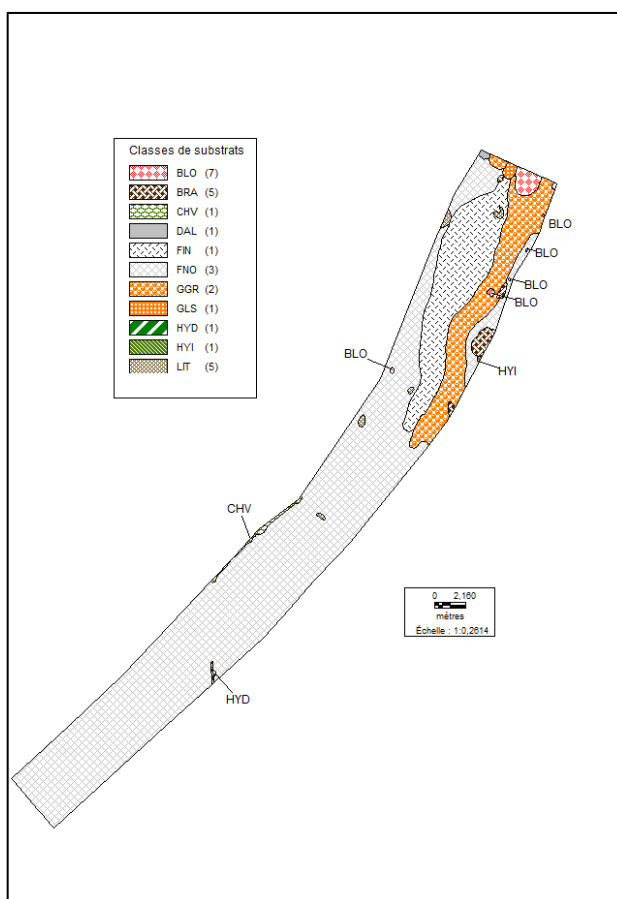 Classes de substrats
BLO (7)
BRA (5)
CHV (1)
DAL (1)
FIN (1)
FNO (3)
GGR (2)
GLS (1)
HYD (1)
HYI (1)
LIT (5)
BLO
BLO
BLO
BLO
BLO
HYI
CHV
0 2,160
mètres
Échelle : 1:0,2614
HYD